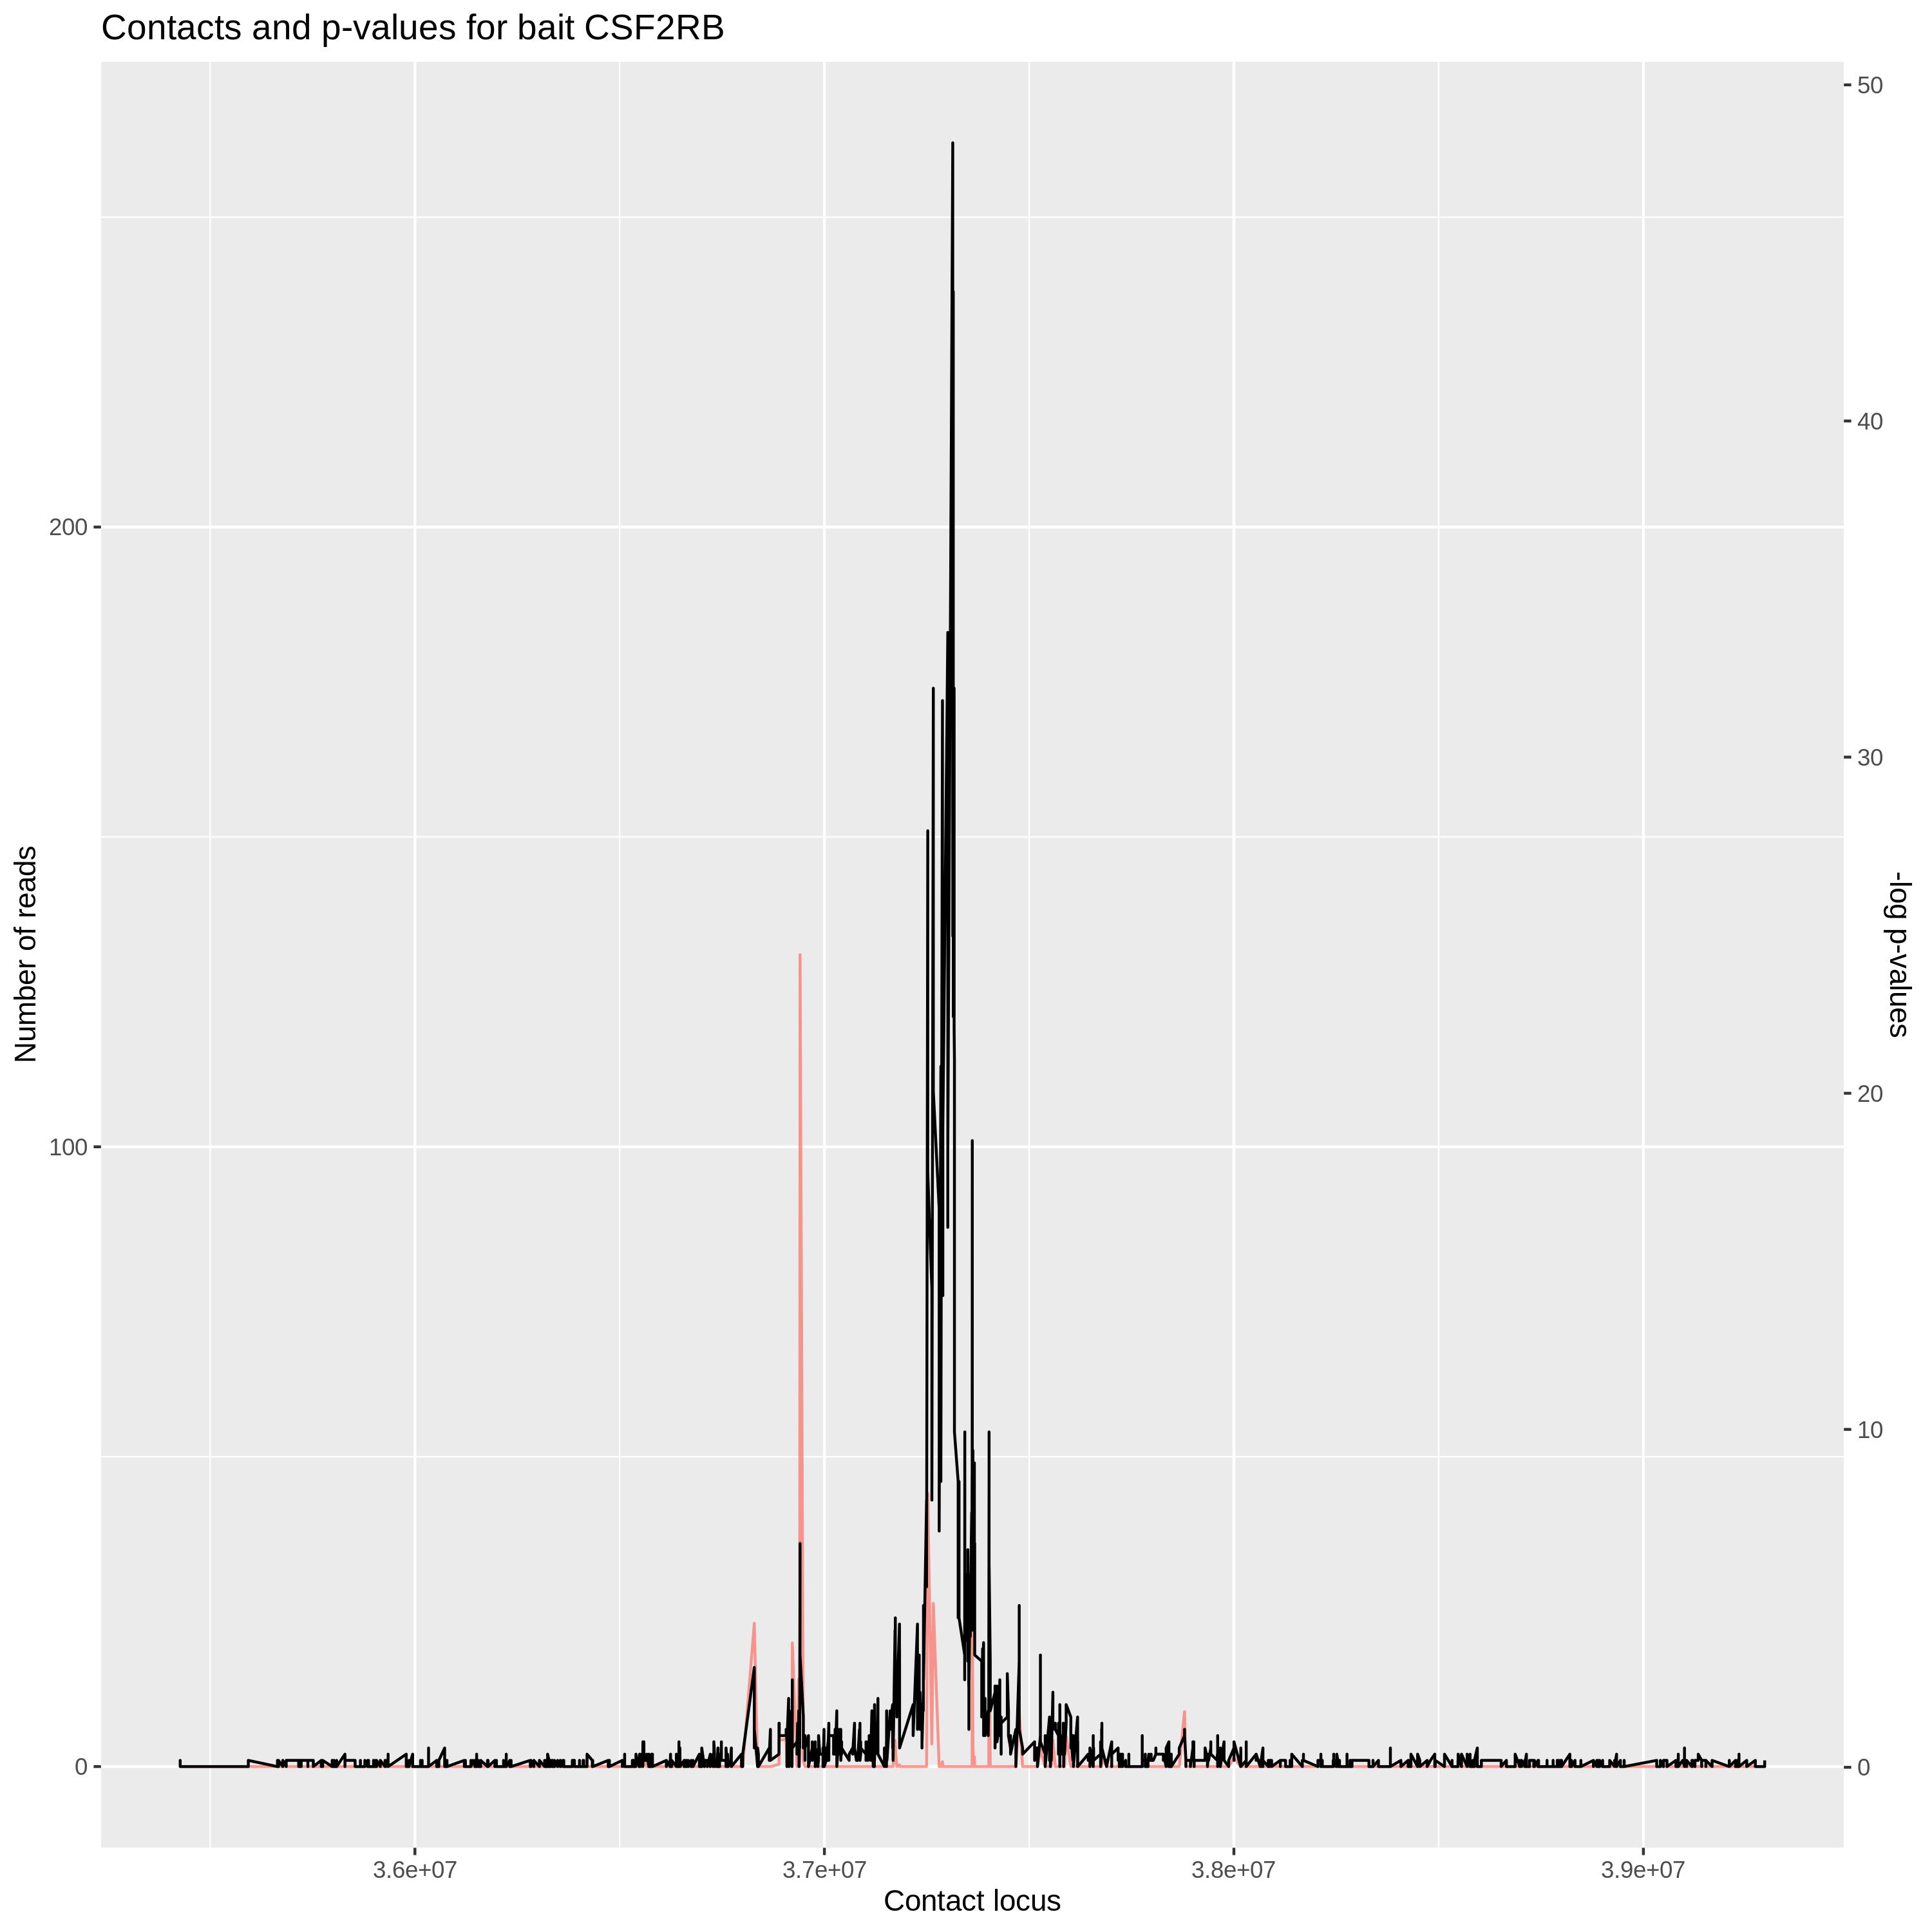 Contacts and p-values for bait CSF2RB
50
40
200
30
Number of reads
-log p-values
20
100
10
0
0
3.6e+07
3.7e+07
3.8e+07
3.9e+07
Contact locus